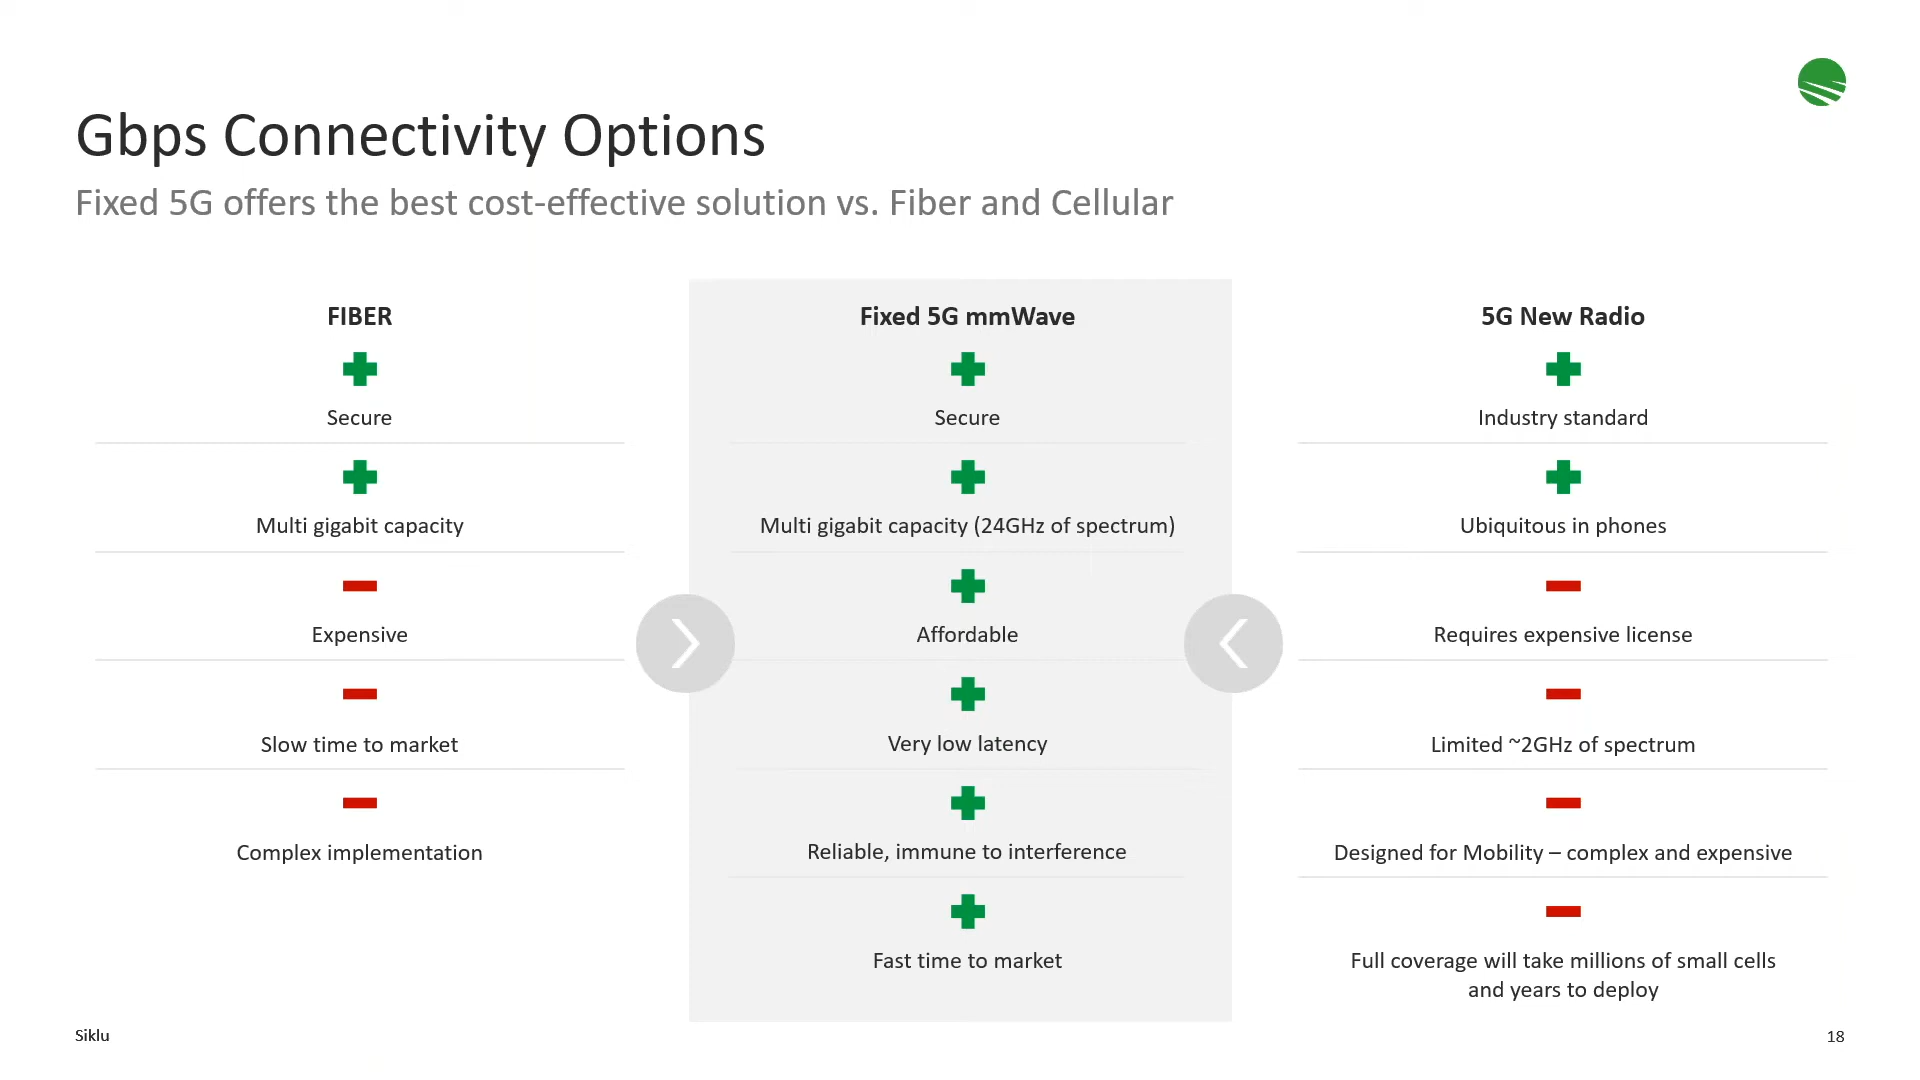 Gbps Connectivity Options
Fixed 5G offers the best cost-effective solution vs. Fiber and Cellular
FIBER
Secure
Multi gigabit capacity
Expensive
Slow time to market
Complex implementation
Fixed 5G mmWave
Secure
Multi gigabit capacity (24GHz of spectrum)
Affordable
Very low latency
Reliable, immune to interference
Fast time to market
5G New Radio
Industry standard
Ubiquitous in phones
Requires expensive license
Limited ~2GHz of spectrum
Designed for Mobility – complex and expensive
Full coverage will take millions of small cells
and years to deploy
Siklu
18